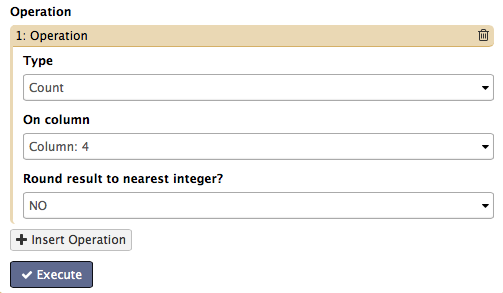 Operation
1: Operation
Type
Count
On column
Column: 4
Round result to nearest integer?
NO
Insert Operation
Execute